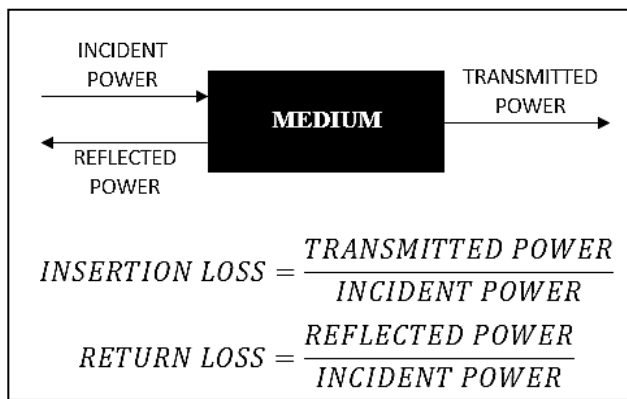 INCIDENT
POWER
TRANSMITTED
POWER
MEDIUM
REFLECTED
POWER
INSERTION LOSS = TRANSMITTED POWER / INCIDENT POWER
RETURN LOSS = REFLECTED POWER / INCIDENT POWER